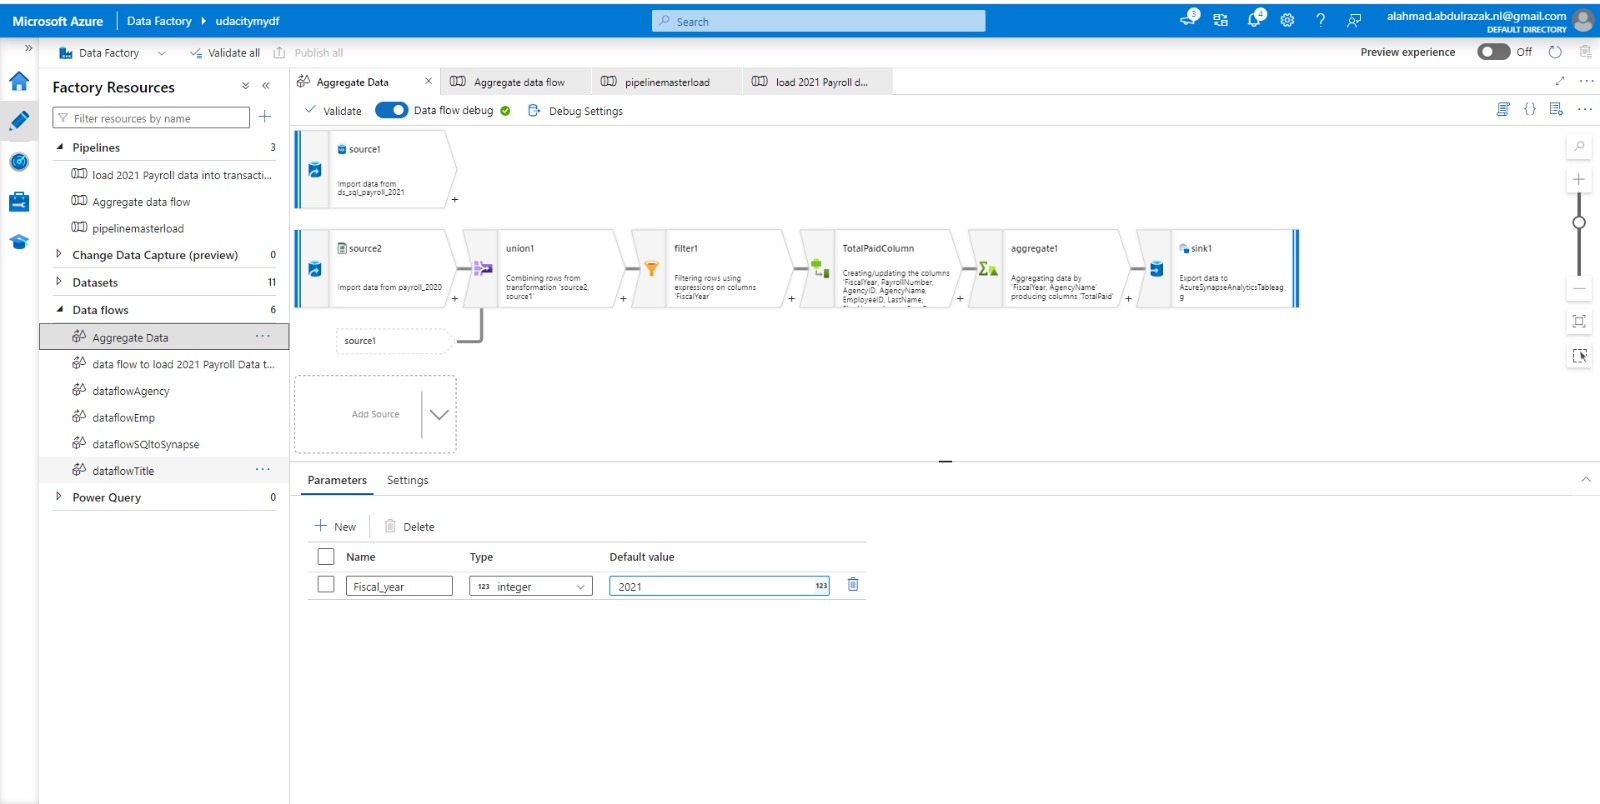 Microsoft Azure
Data Factory
udacitymydf
Search
3
4
alahmad.abdulrazak.nl@gmail.com
DEFAULT DIRECTORY
Data Factory
Validate all
Publish all
Preview experience
Off
Factory Resources
Filter resources by name
Pipelines 3
load 2021 Payroll data into transacti...
Aggregate data flow
pipelinemasterload
Change Data Capture (preview) 0
Datasets 11
Data flows 6
Aggregate Data
data flow to load 2021 Payroll Data t...
dataflowAgency
dataflowEmp
dataflowSQltoSynapse
dataflowTitle
Power Query 0
Aggregate Data
Aggregate data flow
pipelinemasterload
load 2021 Payroll d...
Validate
Data flow debug
Debug Settings
source1
Import data from
ds_sql_payroll_2021
source2
Import data from payroll_2020
union1
Combining rows from
transformation 'source2,
source1'
filter1
Filtering rows using
expressions on columns
'FiscalYear'
TotalPaidColumn
Creating/updating the columns
'FiscalYear, PayrollNumber,
AgencyID, AgencyName,
EmployeeID, LastName,
aggregate1
Aggregating data by
'FiscalYear, AgencyName'
producing columns 'TotalPaid'
sink1
Export data to
AzureSynapseAnalyticsTableag
g
source1
Add Source
Parameters
Settings
New
Delete
Name Type Default value
Fiscal_year 123 integer 2021 123